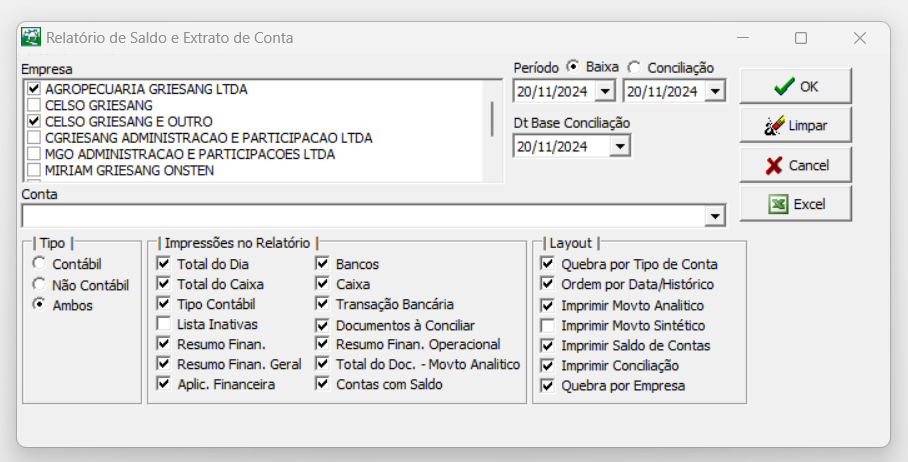 Relatório de Saldo e Extrato de Conta
Empresa
AGROPECUARIA GRIESANG LTDA
CELSO GRIESANG
CELSO GRIESANG E OUTRO
CGRIESANG ADMINISTRACAO E PARTICIPACAO LTDA
MGO ADMINISTRACAO E PARTICIPACOES LTDA
MIRIAM GRIESANG ONSTEN
Período Baixa Conciliação
20/11/2024 20/11/2024
Dt Base Conciliação
20/11/2024
OK
Limpar
Cancel
Excel
Conta
| Tipo |
Contábil
Não Contábil
Ambos
| Impressões no Relatório |
Total do Dia
Total do Caixa
Tipo Contábil
Lista Inativas
Resumo Finan.
Resumo Finan. Geral
Aplic. Financeira
Bancos
Caixa
Transação Bancária
Documentos à Conciliar
Resumo Finan. Operacional
Total do Doc. - Movto Analitico
Contas com Saldo
| Layout |
Quebra por Tipo de Conta
Ordem por Data/Histórico
Imprimir Movto Analitico
Imprimir Movto Sintético
Imprimir Saldo de Contas
Imprimir Conciliação
Quebra por Empresa